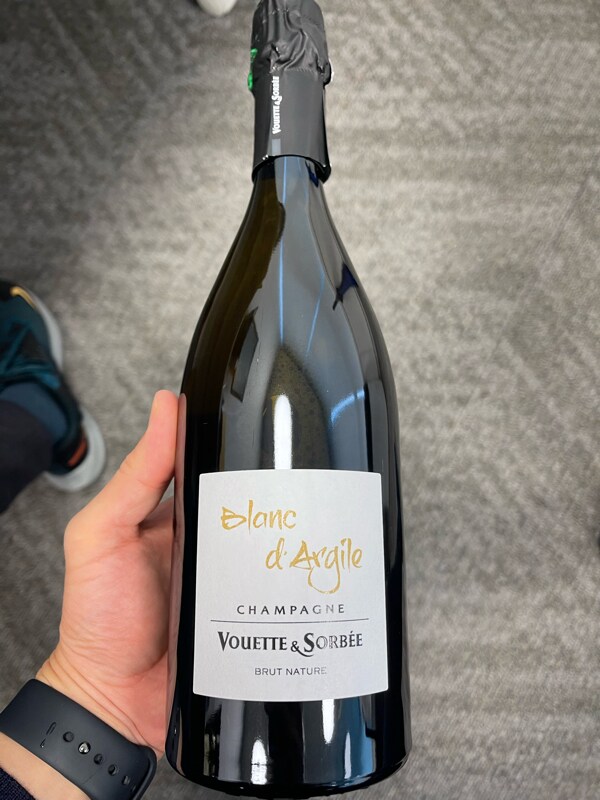 VOUETTE & SORBÉE
Blanc
d'Argile
CHAMPAGNE
VOUETTE & SORBÉE
BRUT NATURE